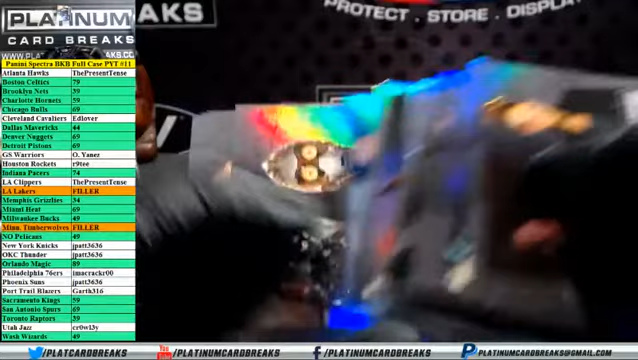 PLATINUM
CARD BREAKS
PROTECT . STORE . DISPLAY
Panini Spectra BKB Full Case PYT #11
Atlanta Hawks ThePresentTense
Boston Celtics 79
Brooklyn Nets 39
Charlotte Hornets 59
Chicago Bulls 69
Cleveland Cavaliers Edlover
Dallas Mavericks 44
Denver Nuggets 69
Detroit Pistons 69
GS Warriors O. Yanez
Houston Rockets r9tee
Indiana Pacers 74
LA Clippers ThePresentTense
LA Lakers FILLER
Memphis Grizzlies 34
Miami Heat 69
Milwaukee Bucks 49
Minn. Timberwolves FILLER
NO Pelicans 49
New York Knicks jpatt3636
OKC Thunder jpatt3636
Orlando Magic 89
Philadelphia 76ers imacrackr00
Phoenix Suns jpatt3636
Port Trail Blazers Garth316
Sacramento Kings 59
San Antonio Spurs 69
Toronto Raptors 39
Utah Jazz cr0w13y
Wash Wizards 49
/PLATCARDBREAKS
You Tube /PLATINUMCARDBREAKS
f /PLATINUMCARDBREAKS
P PLATINUMCARDBREAKS@GMAIL.COM